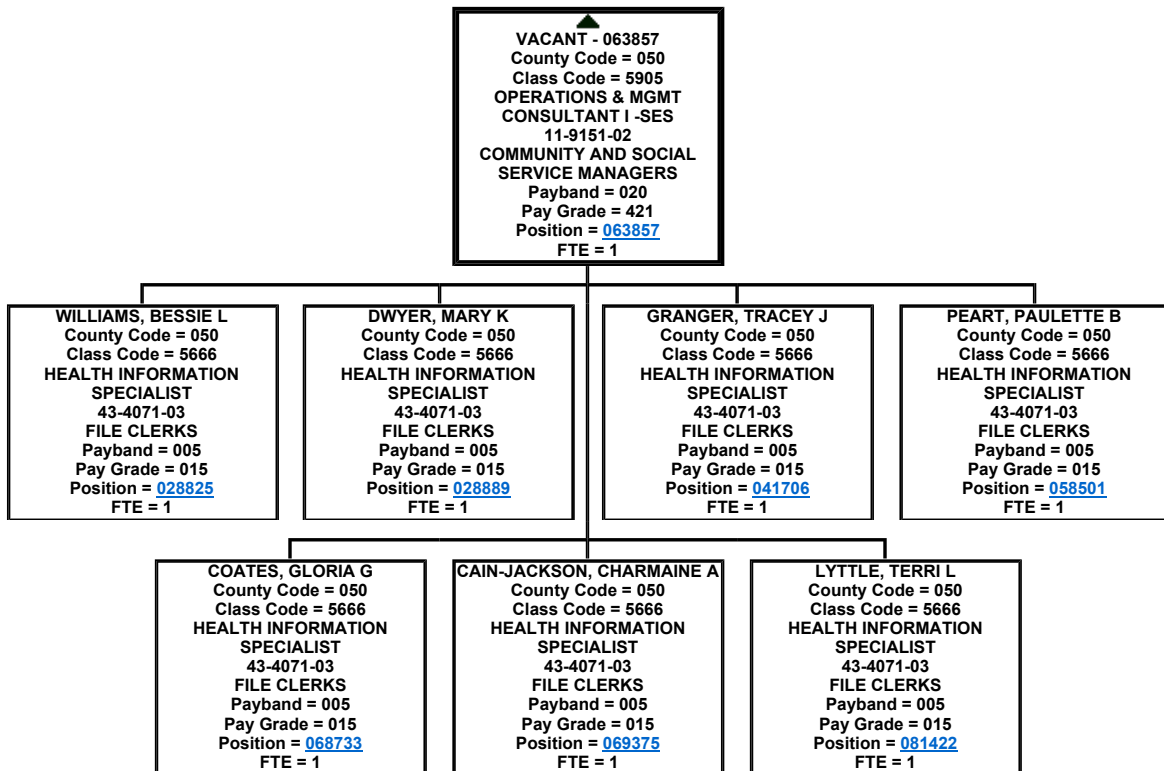 VACANT - 063857
County Code = 050
Class Code = 5905
OPERATIONS & MGMT
CONSULTANT I -SES
11-9151-02
COMMUNITY AND SOCIAL
SERVICE MANAGERS
Payband = 020
Pay Grade = 421
Position = 063857
FTE = 1
WILLIAMS, BESSIE L
County Code = 050
Class Code = 5666
HEALTH INFORMATION
SPECIALIST
43-4071-03
FILE CLERKS
Payband = 005
Pay Grade = 015
Position = 028825
FTE = 1
DWYER, MARY K
County Code = 050
Class Code = 5666
HEALTH INFORMATION
SPECIALIST
43-4071-03
FILE CLERKS
Payband = 005
Pay Grade = 015
Position = 028889
FTE = 1
GRANGER, TRACEY J
County Code = 050
Class Code = 5666
HEALTH INFORMATION
SPECIALIST
43-4071-03
FILE CLERKS
Payband = 005
Pay Grade = 015
Position = 041706
FTE = 1
PEART, PAULETTE B
County Code = 050
Class Code = 5666
HEALTH INFORMATION
SPECIALIST
43-4071-03
FILE CLERKS
Payband = 005
Pay Grade = 015
Position = 058501
FTE = 1
COATES, GLORIA G
County Code = 050
Class Code = 5666
HEALTH INFORMATION
SPECIALIST
43-4071-03
FILE CLERKS
Payband = 005
Pay Grade = 015
Position = 068733
FTE = 1
CAIN-JACKSON, CHARMAINE A
County Code = 050
Class Code = 5666
HEALTH INFORMATION
SPECIALIST
43-4071-03
FILE CLERKS
Payband = 005
Pay Grade = 015
Position = 069375
FTE = 1
LYTTLE, TERRI L
County Code = 050
Class Code = 5666
HEALTH INFORMATION
SPECIALIST
43-4071-03
FILE CLERKS
Payband = 005
Pay Grade = 015
Position = 081422
FTE = 1